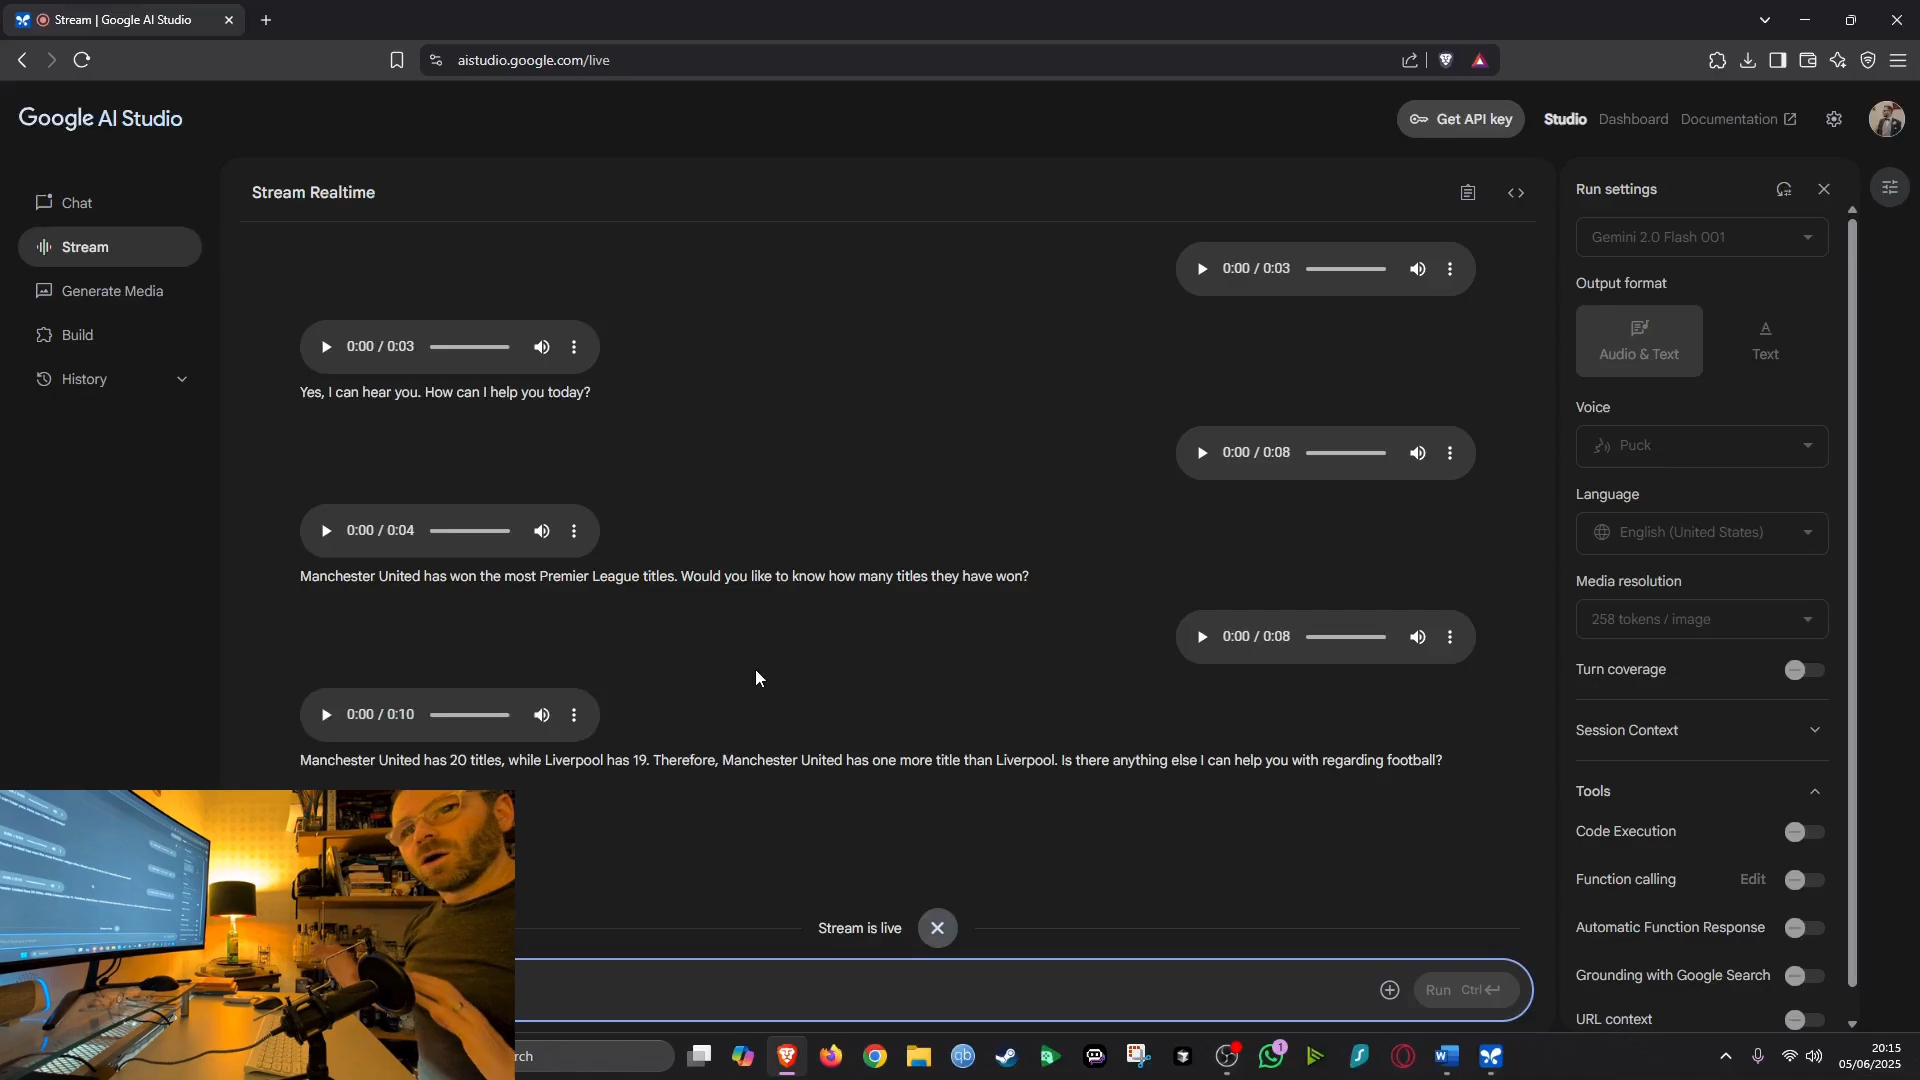 Stream | Google AI Studio
aistudio.google.com/live
Google AI Studio
Get API key
Studio
Dashboard
Documentation
Chat
Stream
Generate Media
Build
History
Stream Realtime
0:00 / 0:03
0:00 / 0:03
Yes, I can hear you. How can I help you today?
0:00 / 0:08
0:00 / 0:04
Manchester United has won the most Premier League titles. Would you like to know how many titles they have won?
0:00 / 0:08
0:00 / 0:10
Manchester United has 20 titles, while Liverpool has 19. Therefore, Manchester United has one more title than Liverpool. Is there anything else I can help you with regarding football?
Stream is live
Run Ctrl
Run settings
Gemini 2.0 Flash 001
Output format
Audio & Text
A
Text
Voice
Puck
Language
English (United States)
Media resolution
258 tokens / image
Turn coverage
Session Context
Tools
Code Execution
Function calling
Edit
Automatic Function Response
Grounding with Google Search
URL context
rch
qb
1
W
20:15
05/06/2025